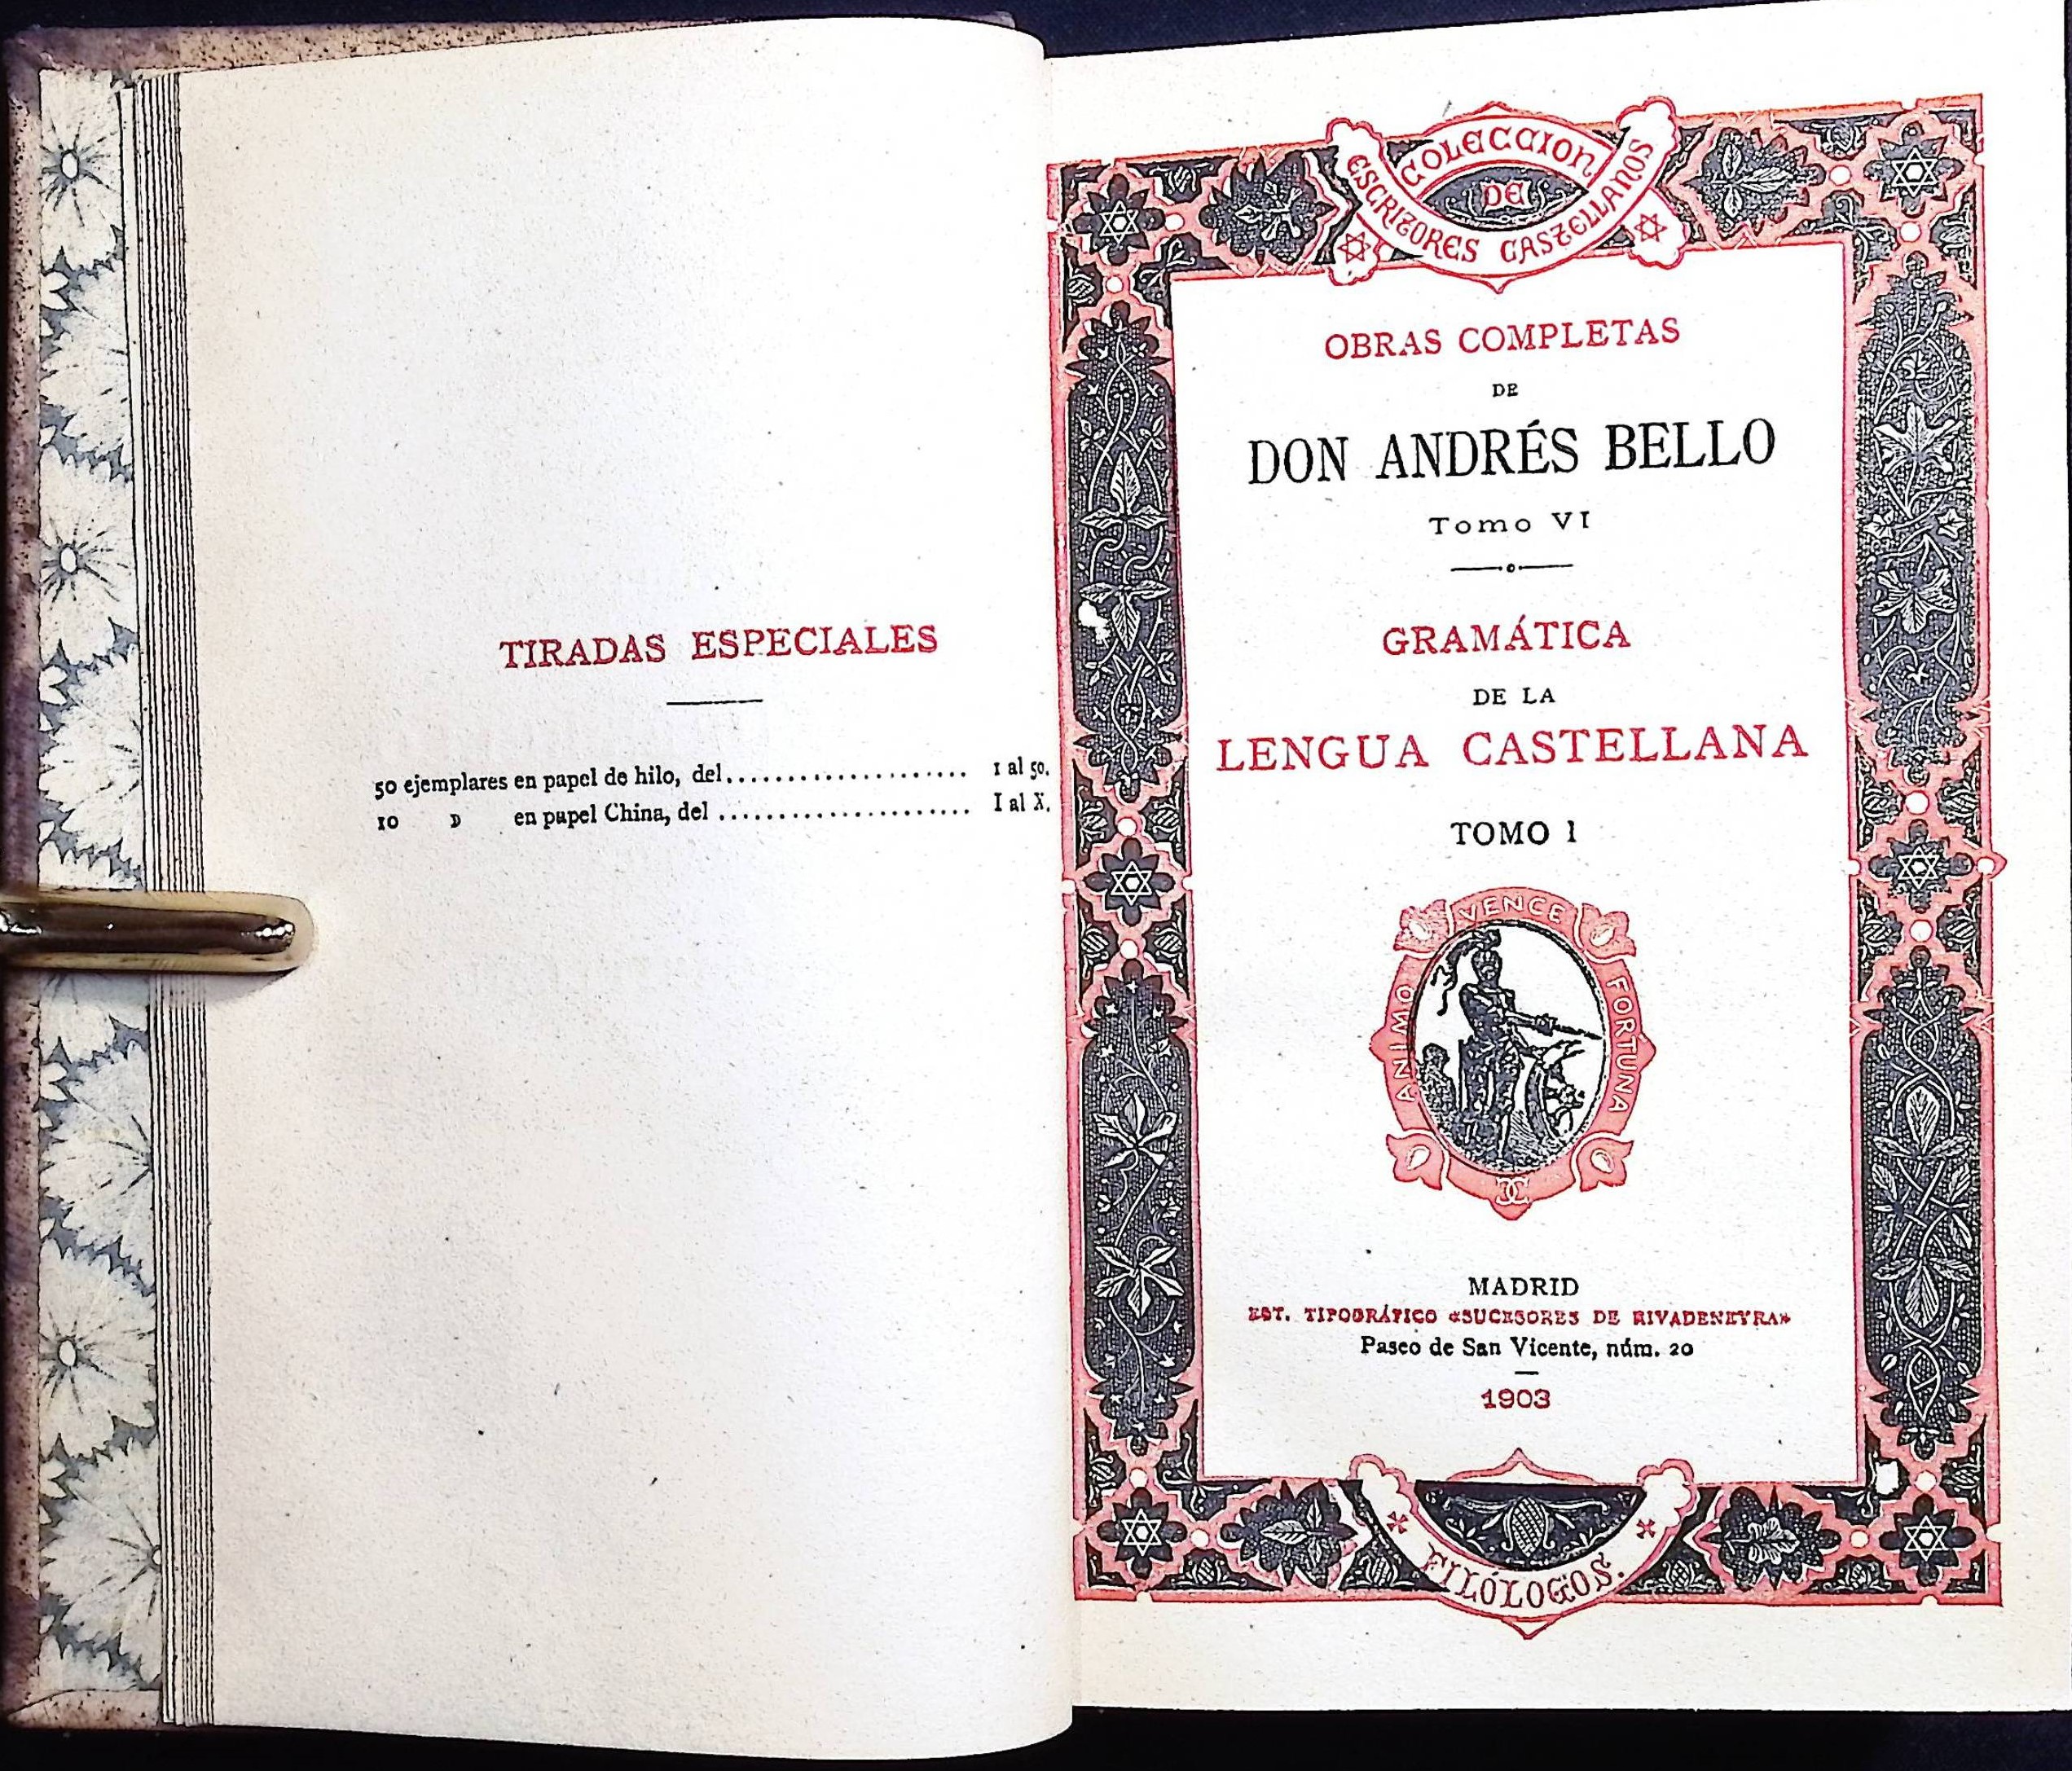 TIRADAS ESPECIALES
50 ejemplares en papel de hilo, del.................... 1 al 50.
10 » en papel China, del ..................... I al X.
COLECCION
DE
ESCRITORES CASTELLANOS
OBRAS COMPLETAS
DE
DON ANDRÉS BELLO
Tomo VI
GRAMÁTICA
DE LA
LENGUA CASTELLANA
TOMO I
ANIMO VENCE FORTUNA
MADRID
EST. TIPOGRÁFICO «SUCESORES DE RIVADENEYRA»
Paseo de San Vicente, núm. 20
1903
FILÓLOGOS.